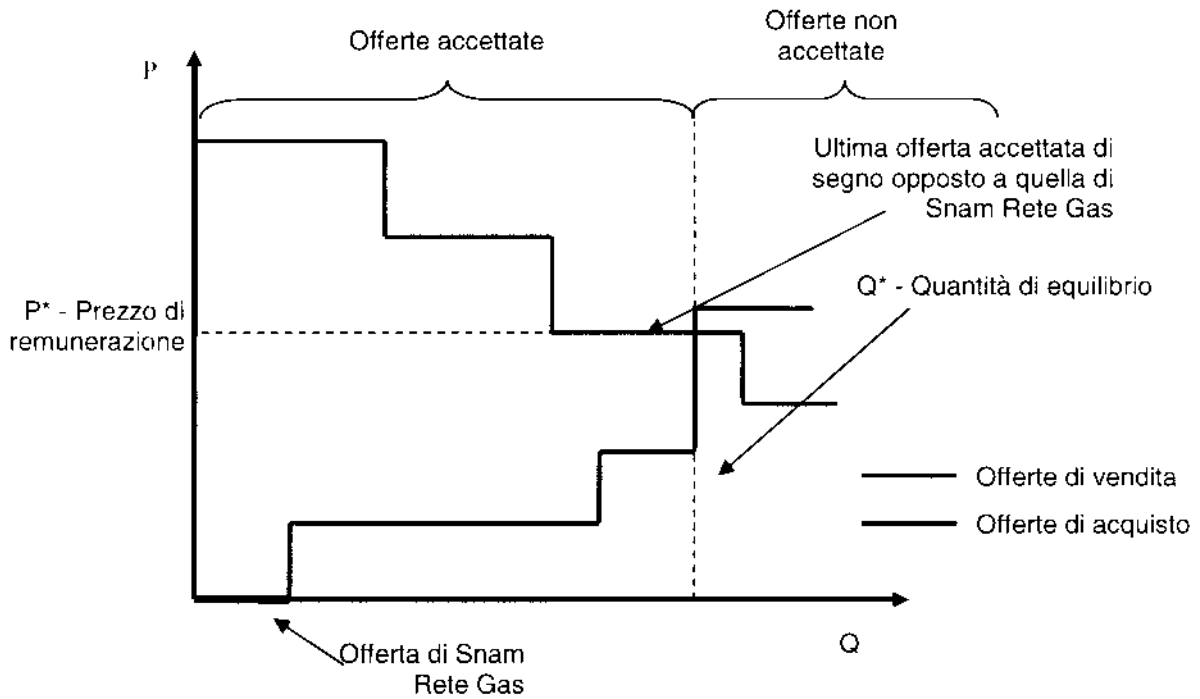 Offerte accettate
Offerte non
accettate
P
Ultima offerta accettata di
segno opposto a quella di
Snam Rete Gas
Q* - Quantità di equilibrio
P* - Prezzo di
remunerazione
Offerte di vendita
Offerte di acquisto
Q
Offerta di Snam
Rete Gas